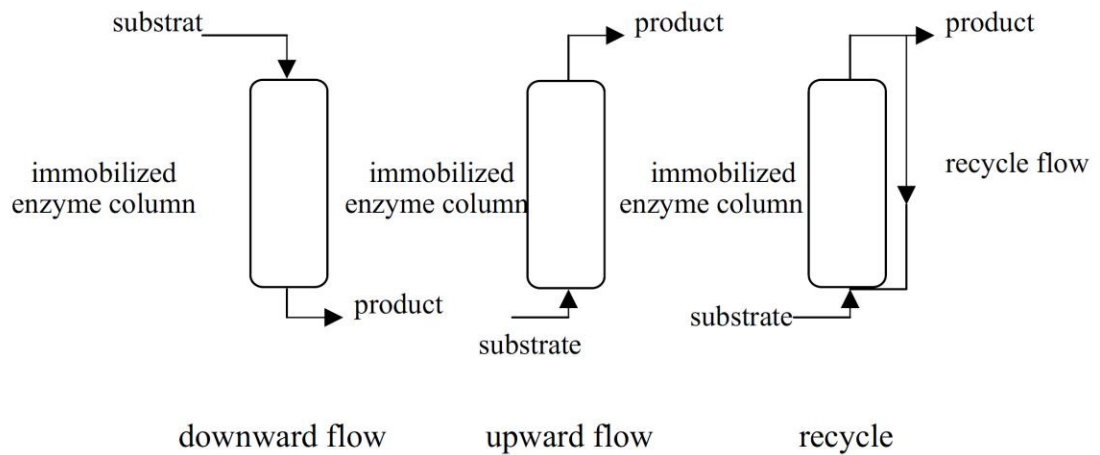 substrat
product
product
immobilized
enzyme column
immobilized
enzyme column
immobilized
enzyme column
recycle flow
product
substrate
substrate
downward flow
upward flow
recycle